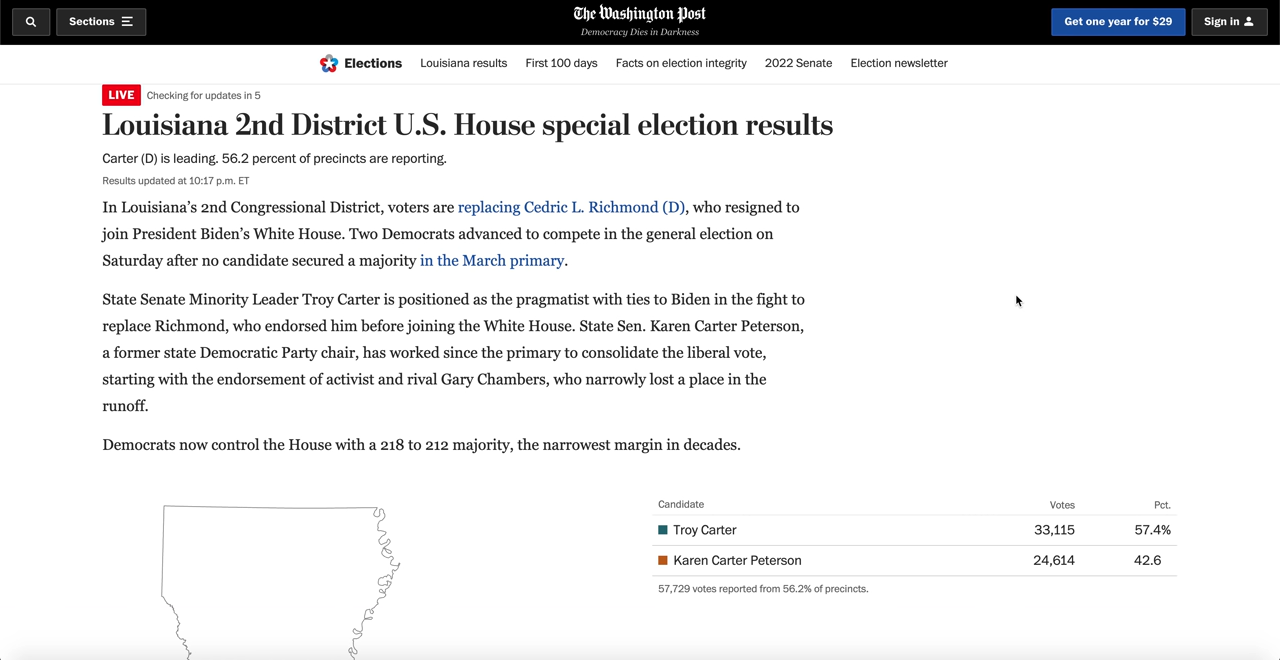 Sections
The Washington Post
Democracy Dies in Darkness
Get one year for $29
Sign in
Elections
Louisiana results
First 100 days
Facts on election integrity
2022 Senate
Election newsletter
LIVE Checking for updates in 5
Louisiana 2nd District U.S. House special election results
Carter (D) is leading. 56.2 percent of precincts are reporting.
Results updated at 10:17 p.m. ET
In Louisiana’s 2nd Congressional District, voters are replacing Cedric L. Richmond (D), who resigned to
join President Biden’s White House. Two Democrats advanced to compete in the general election on
Saturday after no candidate secured a majority in the March primary.
State Senate Minority Leader Troy Carter is positioned as the pragmatist with ties to Biden in the fight to
replace Richmond, who endorsed him before joining the White House. State Sen. Karen Carter Peterson,
a former state Democratic Party chair, has worked since the primary to consolidate the liberal vote,
starting with the endorsement of activist and rival Gary Chambers, who narrowly lost a place in the
runoff.
Democrats now control the House with a 218 to 212 majority, the narrowest margin in decades.
Candidate Votes Pct.
Troy Carter 33,115 57.4%
Karen Carter Peterson 24,614 42.6
57,729 votes reported from 56.2% of precincts.